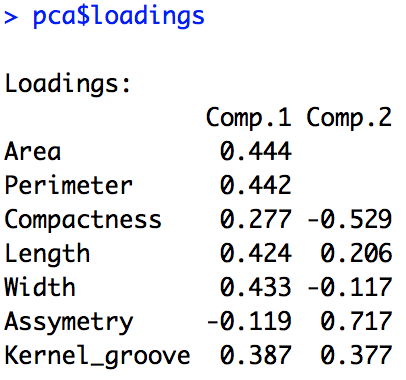 > pca$loadings
Loadings:
Comp.1 Comp.2
Area 0.444
Perimeter 0.442
Compactness 0.277 -0.529
Length 0.424 0.206
Width 0.433 -0.117
Assymetry -0.119 0.717
Kernel_groove 0.387 0.377